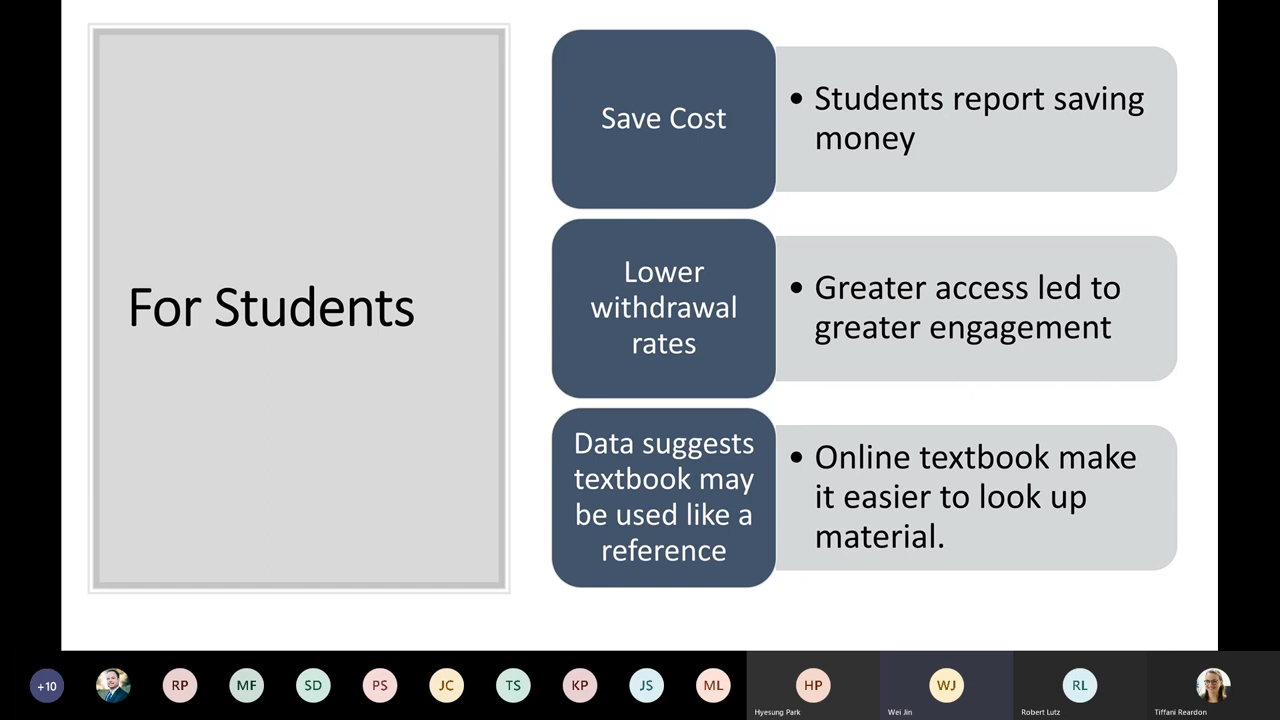 For Students
Save Cost
• Students report saving
money
Lower
withdrawal
rates
• Greater access led to
greater engagement
Data suggests
textbook may
be used like a
reference
• Online textbook make
it easier to look up
material.
+10
RP
MF
SD
PS
JC
TS
KP
JS
ML
HP
Hyesung Park
WJ
Wei Jin
RL
Robert Lutz
Tiffani Reardon